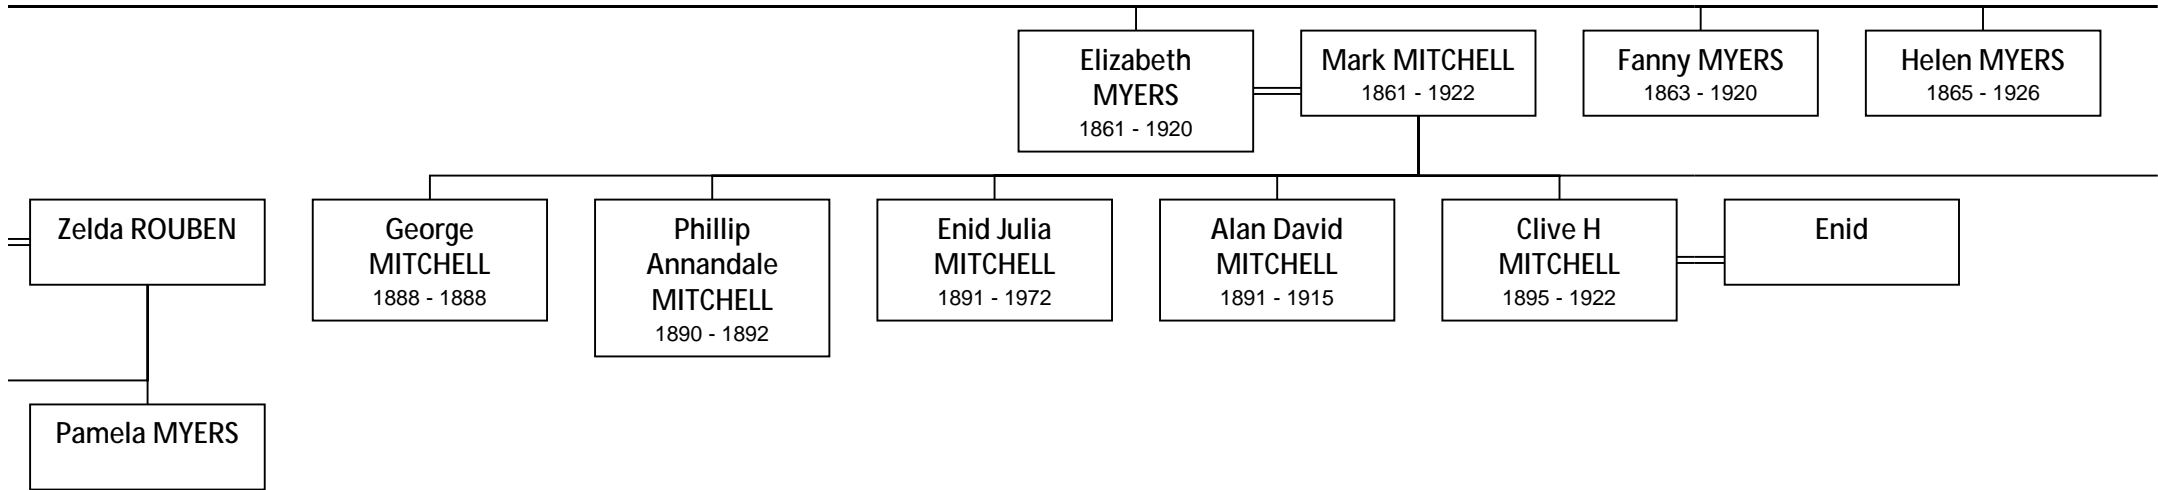 Elizabeth
MYERS
1861 - 1920
Mark MITCHELL
1861 - 1922
Fanny MYERS
1863 - 1920
Helen MYERS
1865 - 1926
Zelda ROUBEN
George
MITCHELL
1888 - 1888
Phillip
Annandale
MITCHELL
1890 - 1892
Enid Julia
MITCHELL
1891 - 1972
Alan David
MITCHELL
1891 - 1915
Clive H
MITCHELL
1895 - 1922
Enid
Pamela MYERS